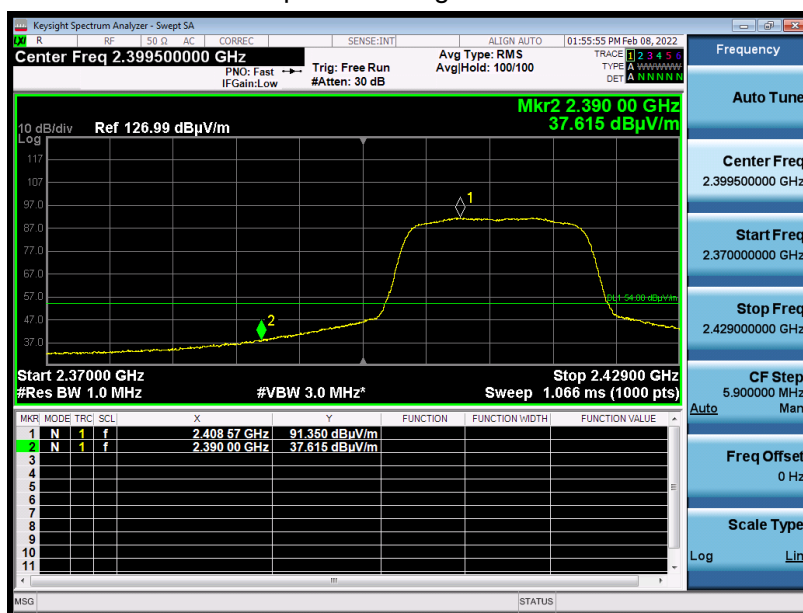 Keysight Spectrum Analyzer - Swept SA
LXI R RF 50 Ω AC CORREC SENSE:INT ALIGN AUTO 01:55:55 PM Feb 08, 2022
Center Freq 2.399500000 GHz
PNO: Fast
IFGain:Low
Trig: Free Run
#Atten: 30 dB
Avg Type: RMS
Avg|Hold: 100/100
TRACE 1 2 3 4 5 6
TYPE A WWWWW
DET A N N N N N
Mkr2 2.390 00 GHz
37.615 dBµV/m
10 dB/div Ref 126.99 dBµV/m
Log
117
107
97.0
87.0
77.0
67.0
57.0
47.0
37.0
1
2
DL1 54.00 dBµV/m
Start 2.37000 GHz Stop 2.42900 GHz
#Res BW 1.0 MHz #VBW 3.0 MHz* Sweep 1.066 ms (1000 pts)
MKR MODE TRC SCL X Y FUNCTION FUNCTION WIDTH FUNCTION VALUE
1 N 1 f 2.408 57 GHz 91.350 dBµV/m
2 N 1 f 2.390 00 GHz 37.615 dBµV/m
3
4
5
6
7
8
9
10
11
MSG STATUS
Frequency
Auto Tune
Center Freq
2.399500000 GHz
Start Freq
2.370000000 GHz
Stop Freq
2.429000000 GHz
CF Step
5.900000 MHz
Auto Man
Freq Offset
0 Hz
Scale Type
Log Lin